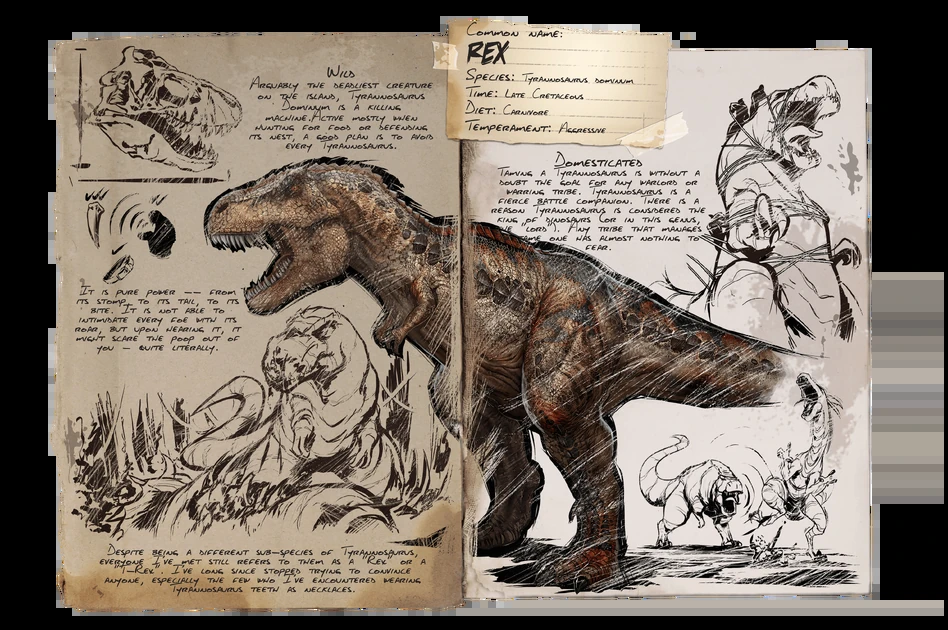 Common name:
Rex
Species: Tyrannosaurus dominum
Time: Late Cretaceous
Diet: Carnivore
Temperament: Aggressive
Wild
Arguably the deadliest creature
on the island, Tyrannosaurus
Dominum is a killing
machine. Active mostly when
hunting for food or defending
its nest, a good plan is to avoid
every Tyrannosaurus.
It is pure power -- from
its stomp, to its tail, to its
bite. It is not able to
intimidate every foe with its
roar, but upon hearing it, it
might scare the poop out of
you - quite literally.
Despite being a different sub-species of Tyrannosaurus,
everyone I've met still refers to them as a "Rex" or a
"T-Rex". I've long since stopped trying to convince
anyone, especially the few who I've encountered wearing
Tyrannosaurus teeth as necklaces.
Domesticated
Taming a Tyrannosaurus is without a
doubt the goal for any warlord or
warring tribe. Tyrannosaurus is a
fierce battle companion. There is a
reason Tyrannosaurus is considered the
king of dinosaurs (or in this genus,
lord'). Any tribe that manages
one has almost nothing to
fear.